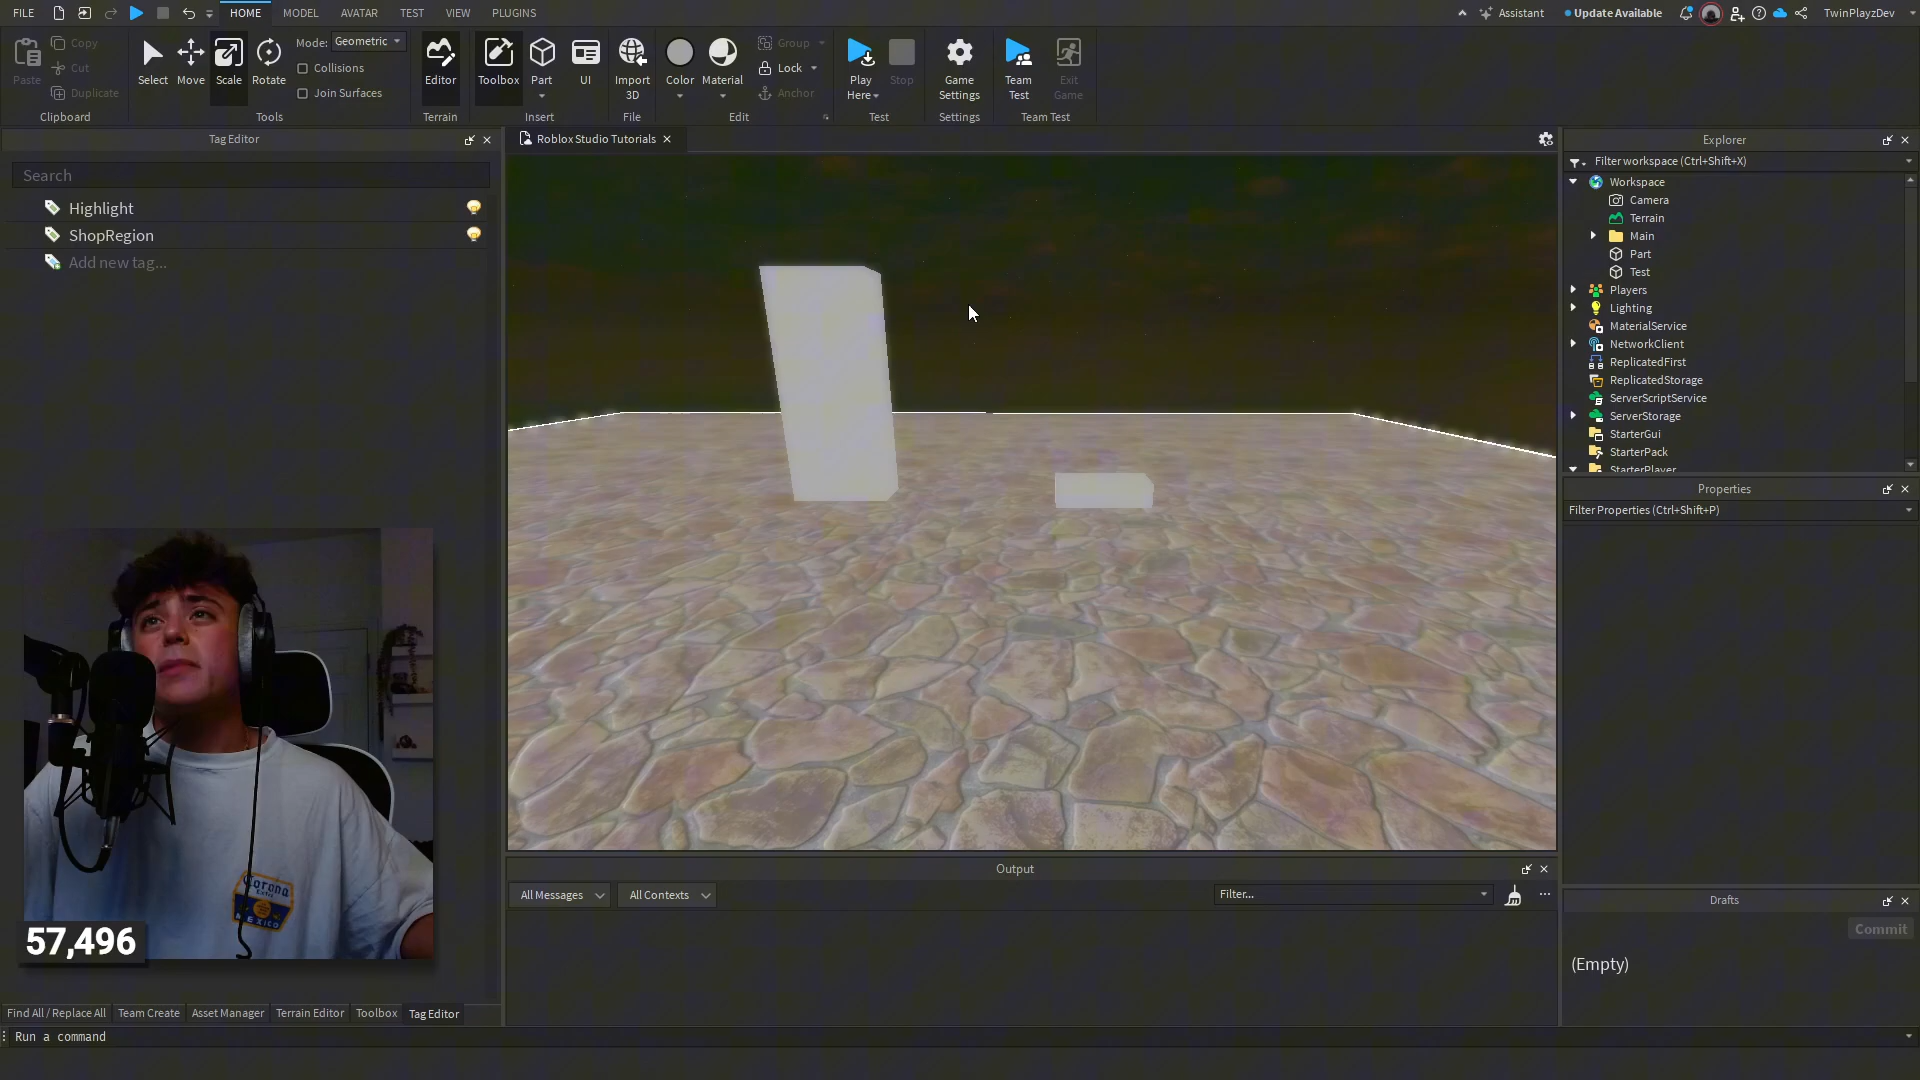 FILE
HOME
MODEL
AVATAR
TEST
VIEW
PLUGINS
Assistant
Update Available
TwinPlayzDev
Paste
Copy
Cut
Duplicate
Clipboard
Select
Move
Scale
Rotate
Mode: Geometric
Collisions
Join Surfaces
Tools
Editor
Terrain
Toolbox
Part
UI
Insert
Import
3D
File
Color
Material
Group
Lock
Anchor
Edit
Play
Here
Stop
Test
Game
Settings
Settings
Team
Test
Exit
Game
Team Test
Tag Editor
Search
Highlight
ShopRegion
Add new tag...
Roblox Studio Tutorials
Explorer
Filter workspace (Ctrl+Shift+X)
Workspace
Camera
Terrain
Main
Part
Test
Players
Lighting
MaterialService
NetworkClient
ReplicatedFirst
ReplicatedStorage
ServerScriptService
ServerStorage
StarterGui
StarterPack
StarterPlayer
Properties
Filter Properties (Ctrl+Shift+P)
Drafts
Commit
(Empty)
Output
All Messages
All Contexts
Filter...
Corona
Extra
MEXICO
57,496
Find All / Replace All
Team Create
Asset Manager
Terrain Editor
Toolbox
Tag Editor
Run a command